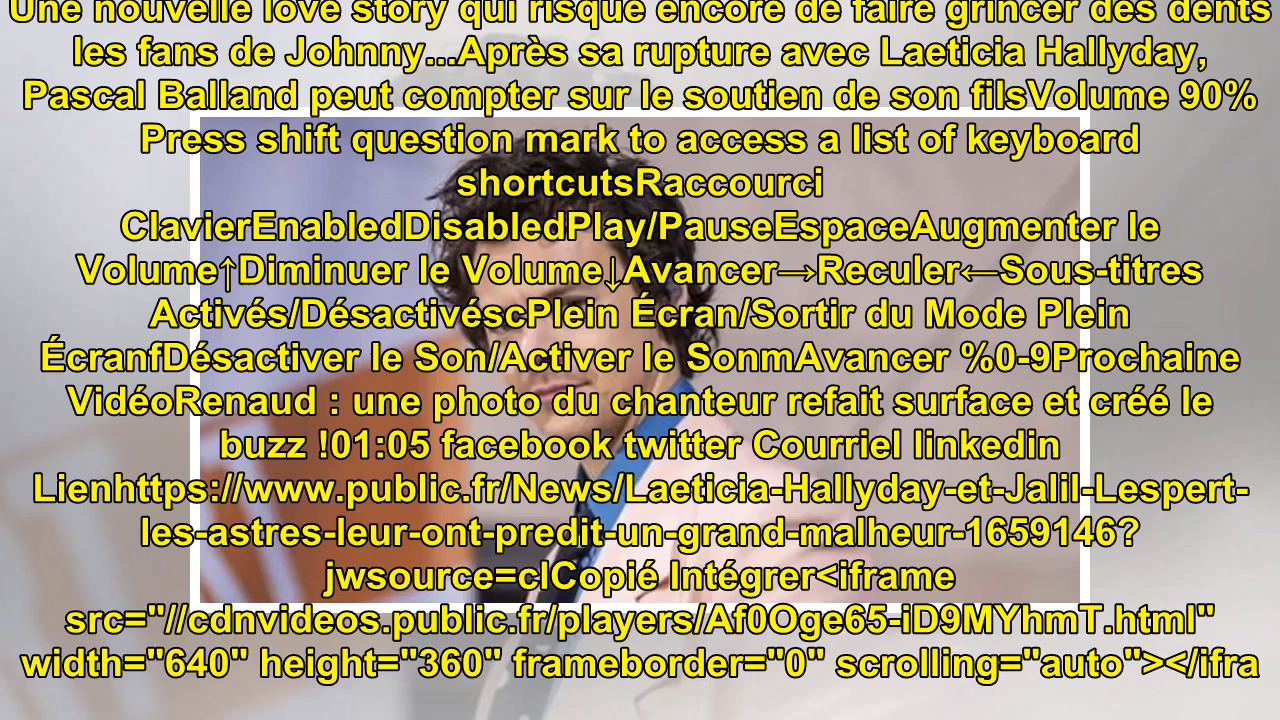 Une nouvelle love story qui risque encore de faire grincer des dents
les fans de Johnny...Après sa rupture avec Laeticia Hallyday,
Pascal Balland peut compter sur le soutien de son filsVolume 90%
Press shift question mark to access a list of keyboard
shortcutsRaccourci
ClavierEnabledDisabledPlay/PauseEspaceAugmenter le
Volume↑Diminuer le Volume↓Avancer→Reculer←Sous-titres
Activés/DésactivéscPlein Écran/Sortir du Mode Plein
ÉcranfDésactiver le Son/Activer le SonmAvancer %0-9Prochaine
VidéoRenaud : une photo du chanteur refait surface et créé le
buzz !01:05 facebook twitter Courriel linkedin
Lienhttps://www.public.fr/News/Laeticia-Hallyday-et-Jalil-Lespert-
les-astres-leur-ont-predit-un-grand-malheur-1659146?
jwsource=clCopié Intégrer<iframe
src="//cdnvideos.public.fr/players/Af0Oge65-iD9MYhmT.html"
width="640" height="360" frameborder="0" scrolling="auto"></ifra